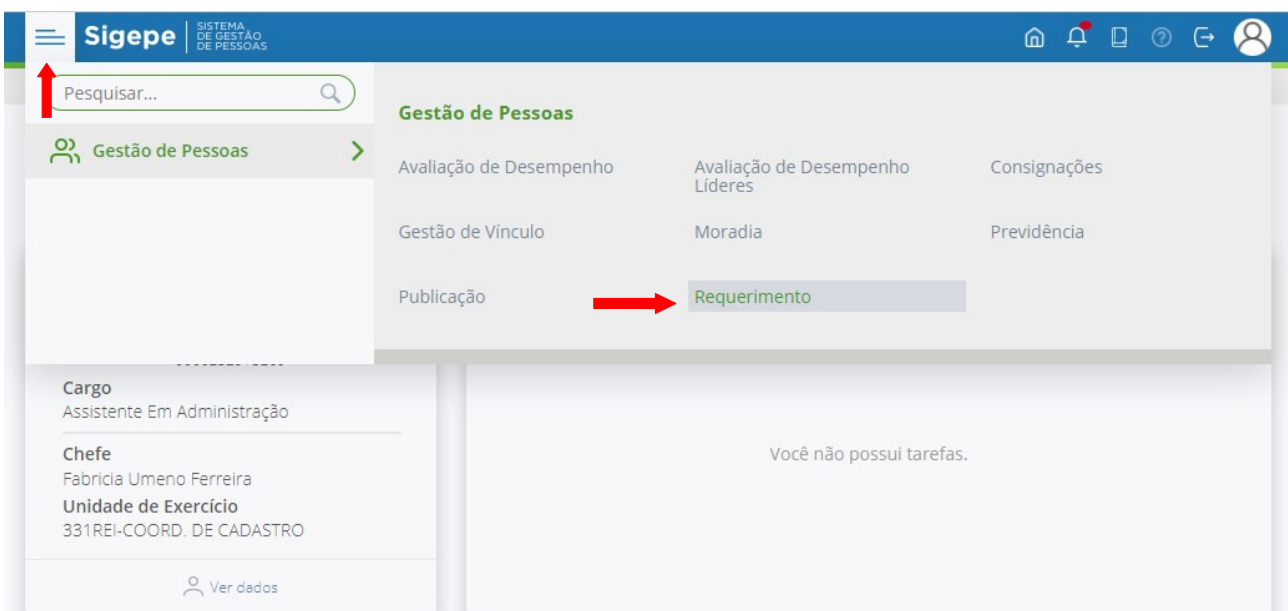 Sigepe
SISTEMA
DE GESTÃO
DE PESSOAS
Pesquisar...
Gestão de Pessoas
Gestão de Pessoas
Avaliação de Desempenho
Avaliação de Desempenho
Líderes
Consignações
Gestão de Vínculo
Moradia
Previdência
Publicação
Requerimento
Cargo
Assistente Em Administração
Chefe
Fabricia Umeno Ferreira
Unidade de Exercício
331REI-COORD. DE CADASTRO
Ver dados
Você não possui tarefas.